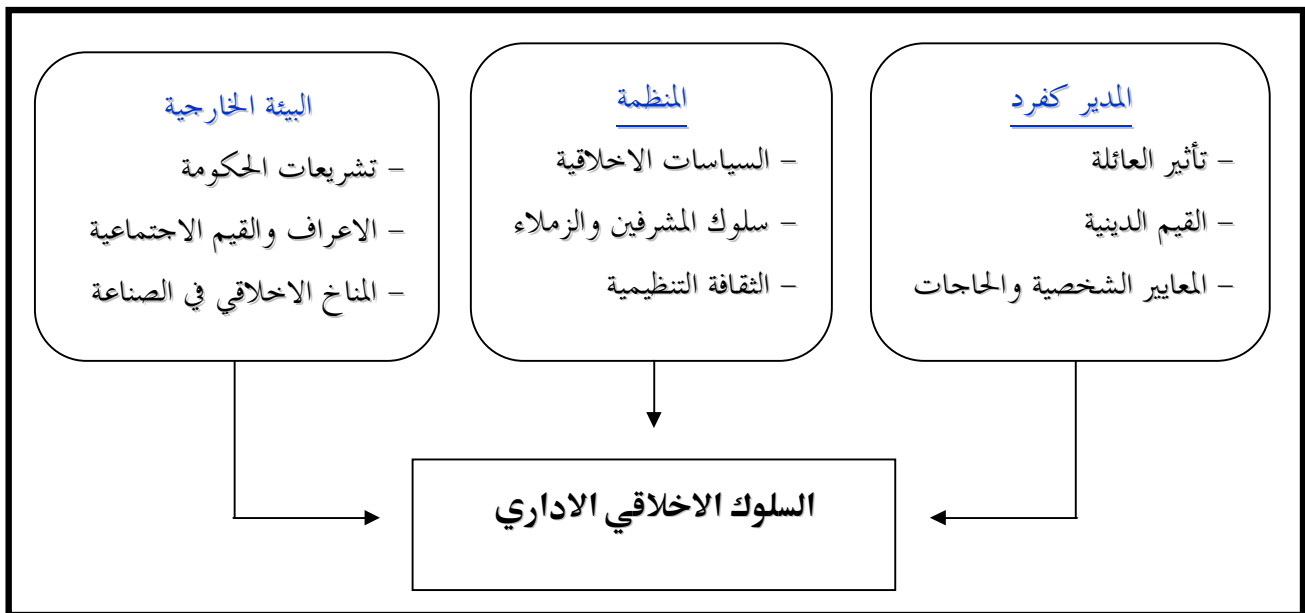 المدير كفرد
– تأثير العائلة
– القيم الدينية
– المعايير الشخصية والحاجات
المنظمة
– السياسات الاخلاقية
– سلوك المشرفين والزملاء
– الثقافة التنظيمية
البيئة الخارجية
– تشريعات الحكومة
– الاعراف والقيم الاجتماعية
– المناخ الاخلاقي في الصناعة
السلوك الاخلاقي الاداري